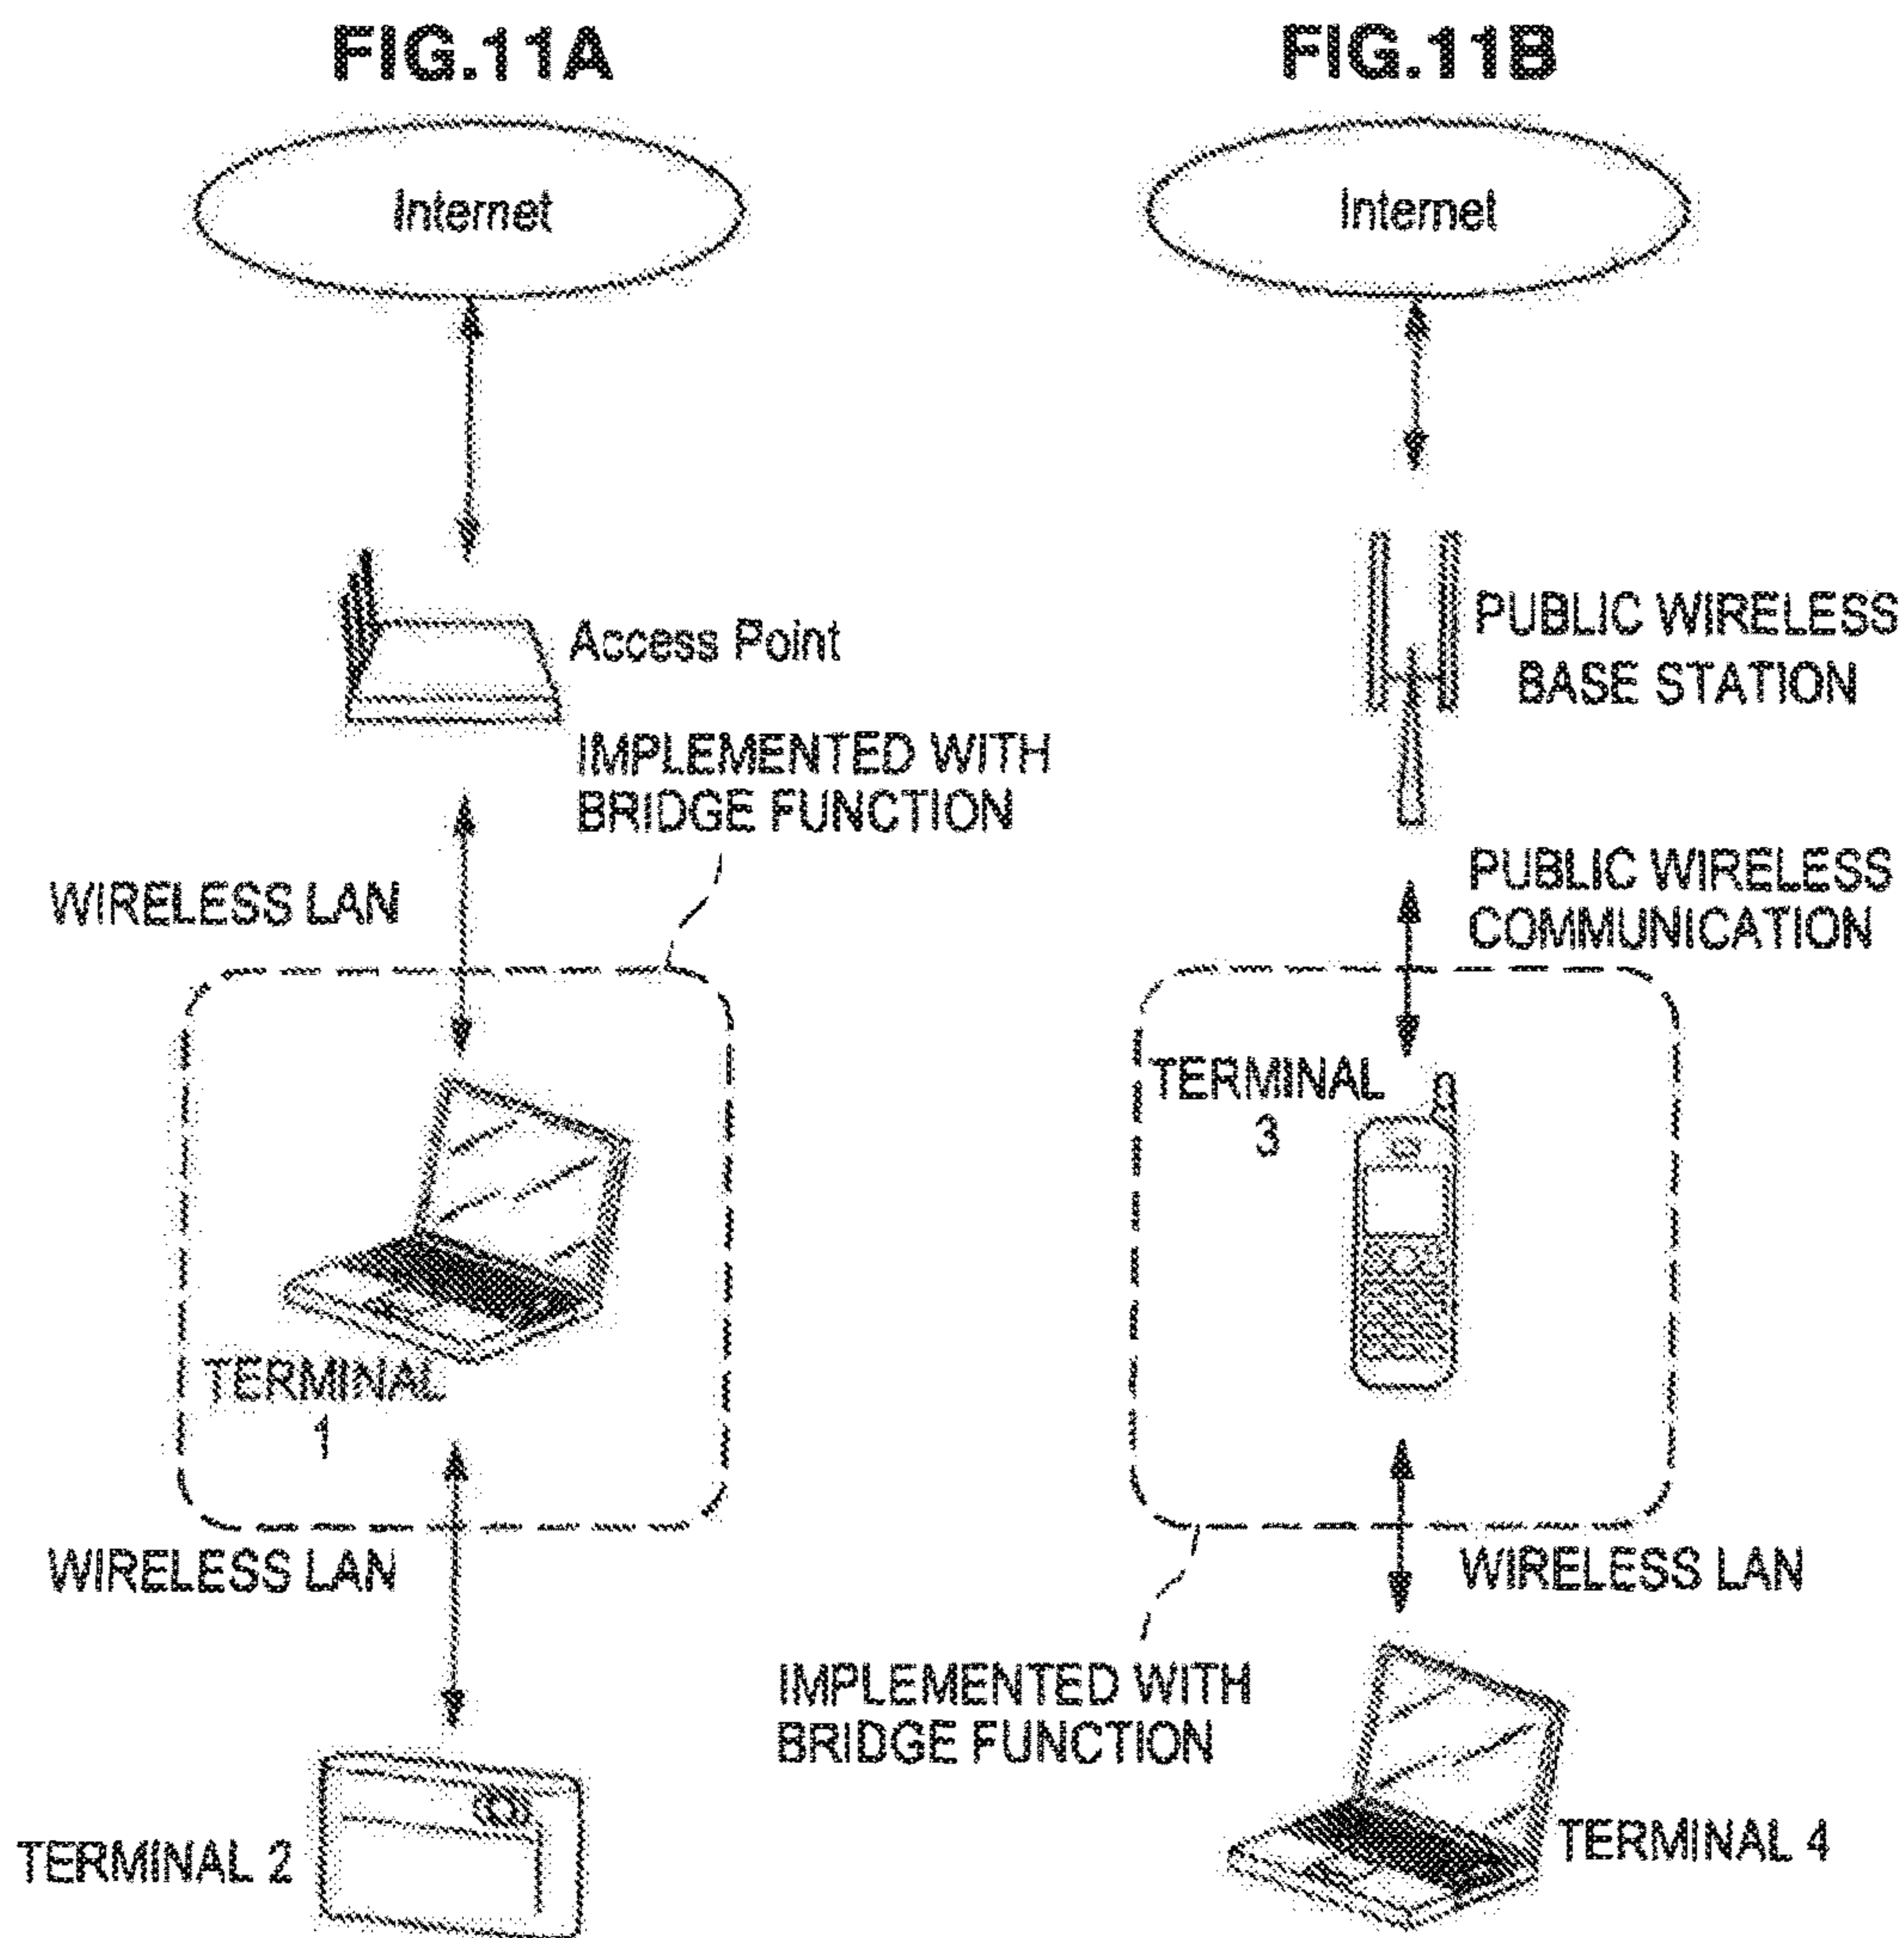 FIG.11A
Internet
Access Point
IMPLEMENTED WITH
BRIDGE FUNCTION
WIRELESS LAN
TERMINAL
1
WIRELESS LAN
TERMINAL 2
FIG.11B
Internet
PUBLIC WIRELESS
BASE STATION
PUBLIC WIRELESS
COMMUNICATION
TERMINAL
3
WIRELESS LAN
IMPLEMENTED WITH
BRIDGE FUNCTION
TERMINAL 4